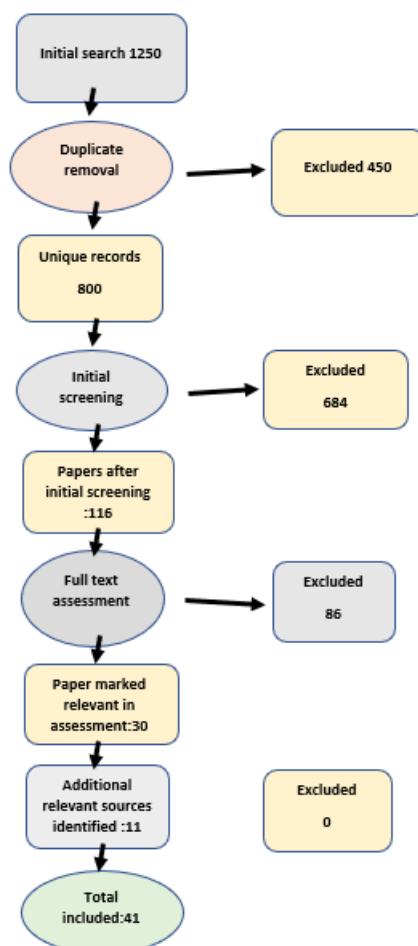 Initial search 1250
Duplicate
removal
Excluded 450
Unique records
800
Initial
screening
Excluded
684
Papers after
initial screening
:116
Full text
assessment
Excluded
86
Paper marked
relevant in
assessment:30
Additional
relevant sources
identified :11
Excluded
0
Total
included:41